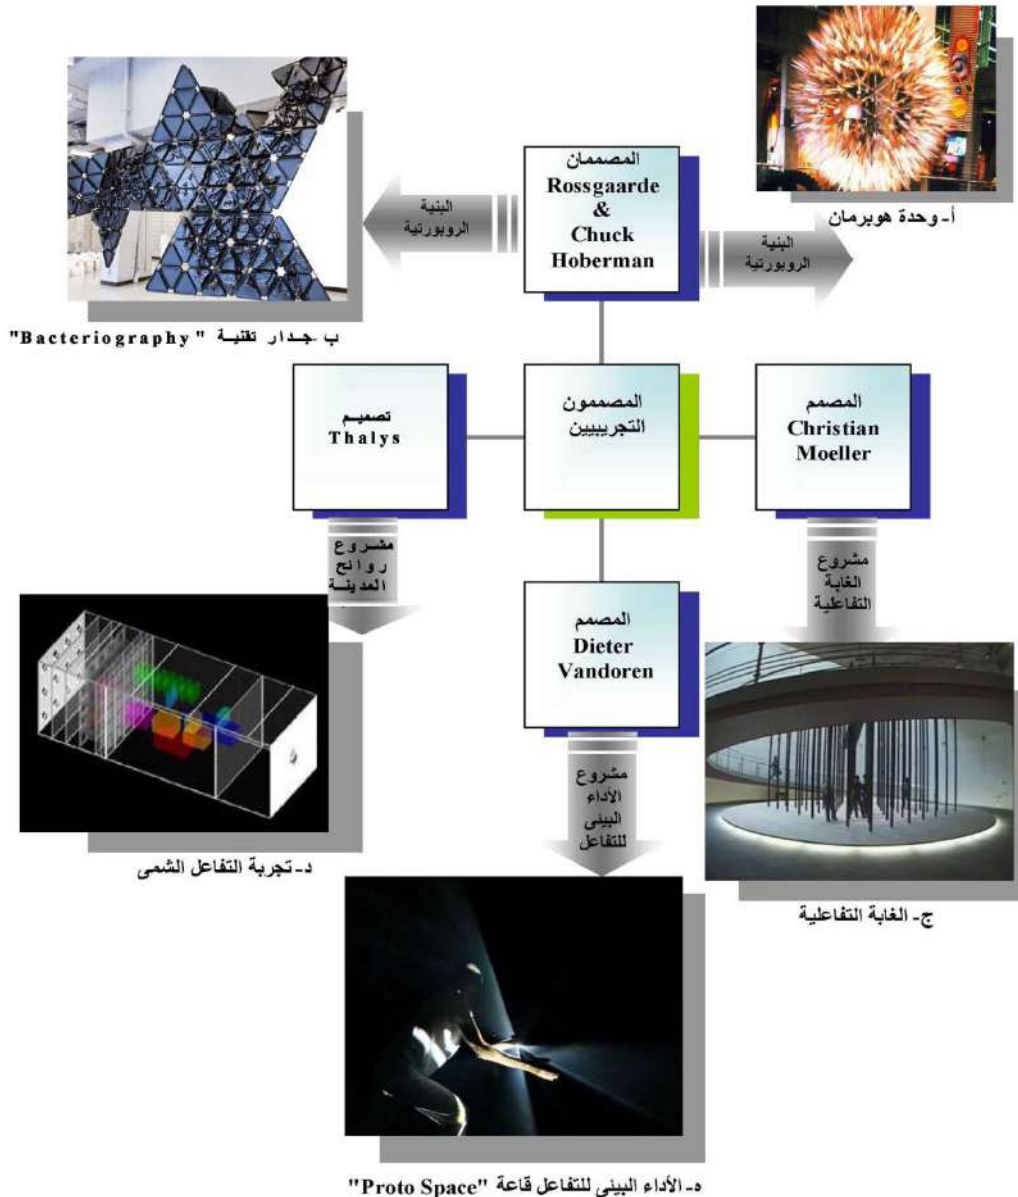 المصممان
Rossgaarde
&
Chuck
Hoberman
البنية
الروبورتية
البنية
الروبورتية
أ- وحدة هوبرمان
ب- جدار تقنية "Bacteriography"
تصميم
Thalys
المصممون
التجريبيين
المصمم
Christian
Moeller
مشروع
روائح
المدينة
مشروع
الغابة
التفاعلية
المصمم
Dieter
Vandoren
مشروع
الأداء
البينى
للتفاعل
د- تجربة التفاعل الشمى
ج- الغابة التفاعلية
ه- الأداء البينى للتفاعل قاعة "Proto Space"